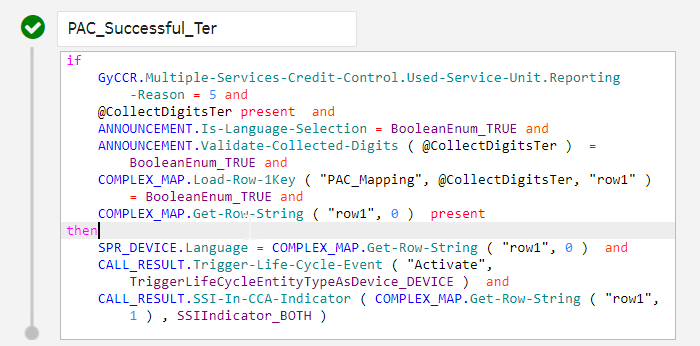 PAC_Successful_Ter
if
GyCCR.Multiple-Services-Credit-Control.Used-Service-Unit.Reporting
-Reason = 5 and
@CollectDigitsTer present and
ANNOUNCEMENT.Is-Language-Selection = BooleanEnum_TRUE and
ANNOUNCEMENT.Validate-Collected-Digits ( @CollectDigitsTer ) =
BooleanEnum_TRUE and
COMPLEX_MAP.Load-Row-1Key ( "PAC_Mapping", @CollectDigitsTer, "row1" )
= BooleanEnum_TRUE and
COMPLEX_MAP.Get-Row-String ( "row1", 0 ) present
then
SPR_DEVICE.Language = COMPLEX_MAP.Get-Row-String ( "row1", 0 ) and
CALL_RESULT.Trigger-Life-Cycle-Event ( "Activate",
TriggerLifeCycleEntityTypeAsDevice_DEVICE ) and
CALL_RESULT.SSI-In-CCA-Indicator ( COMPLEX_MAP.Get-Row-String ( "row1",
1 ) , SSIIndicator_BOTH )